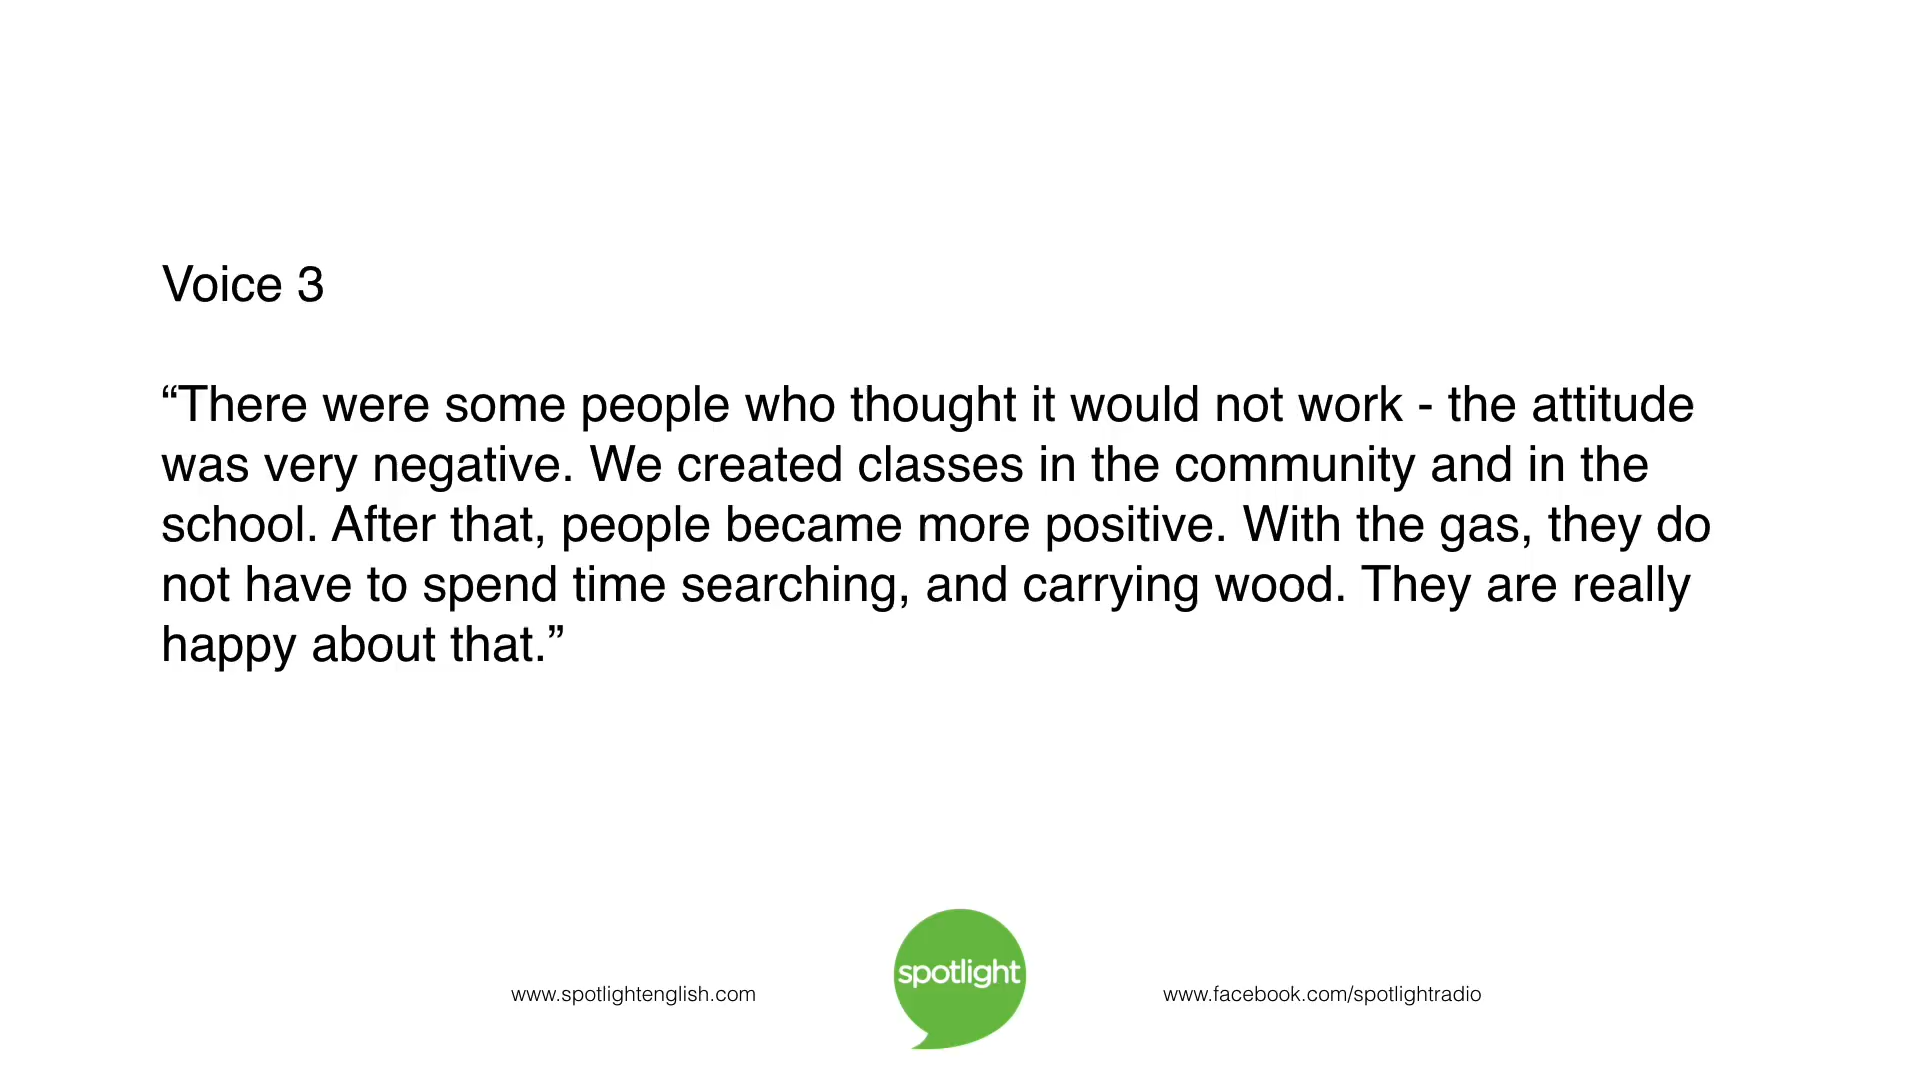 Voice 3
“There were some people who thought it would not work - the attitude
was very negative. We created classes in the community and in the
school. After that, people became more positive. With the gas, they do
not have to spend time searching, and carrying wood. They are really
happy about that.”
spotlight
www.spotlightenglish.com
www.facebook.com/spotlightradio